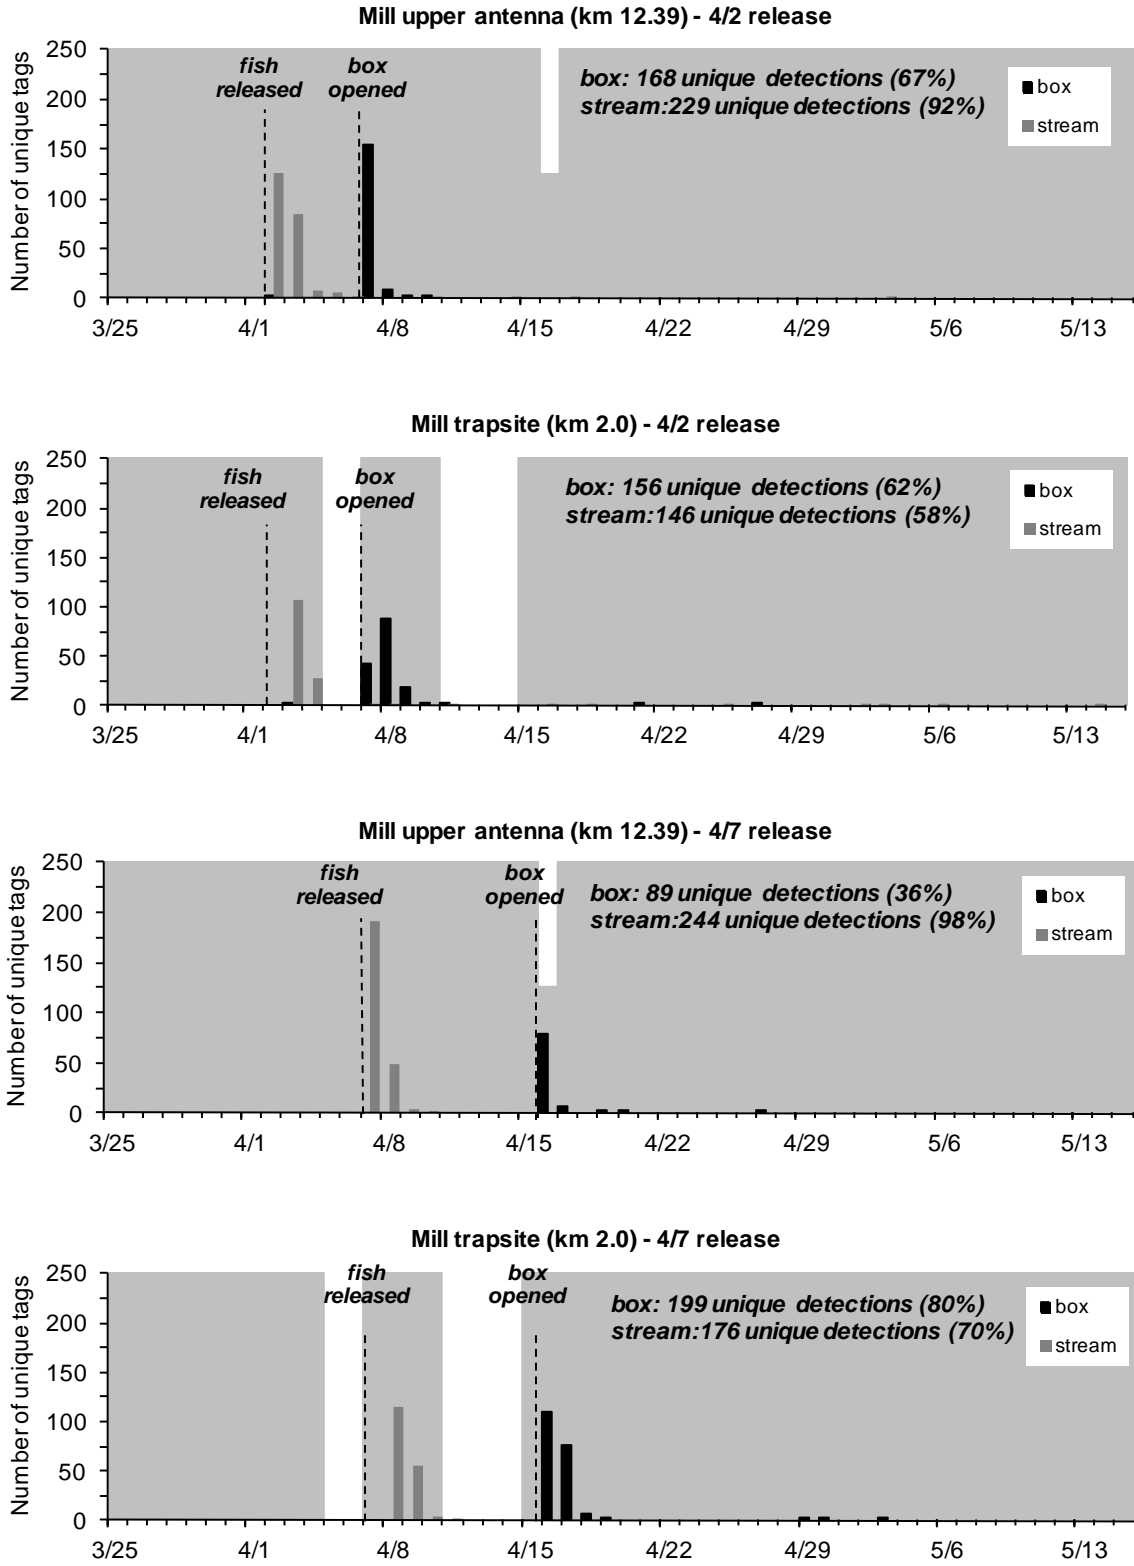 Mill upper antenna (km 12.39) - 4/2 release
Number of unique tags
250
200
150
100
50
0
fish
released
box
opened
box: 168 unique detections (67%)
stream:229 unique detections (92%)
box
stream
3/25 4/1 4/8 4/15 4/22 4/29 5/6 5/13
Mill trapsite (km 2.0) - 4/2 release
Number of unique tags
250
200
150
100
50
0
fish
released
box
opened
box: 156 unique detections (62%)
stream:146 unique detections (58%)
box
stream
3/25 4/1 4/8 4/15 4/22 4/29 5/6 5/13
Mill upper antenna (km 12.39) - 4/7 release
Number of unique tags
250
200
150
100
50
0
fish
released
box
opened
box: 89 unique detections (36%)
stream:244 unique detections (98%)
box
stream
3/25 4/1 4/8 4/15 4/22 4/29 5/6 5/13
Mill trapsite (km 2.0) - 4/7 release
Number of unique tags
250
200
150
100
50
0
fish
released
box
opened
box: 199 unique detections (80%)
stream:176 unique detections (70%)
box
stream
3/25 4/1 4/8 4/15 4/22 4/29 5/6 5/13